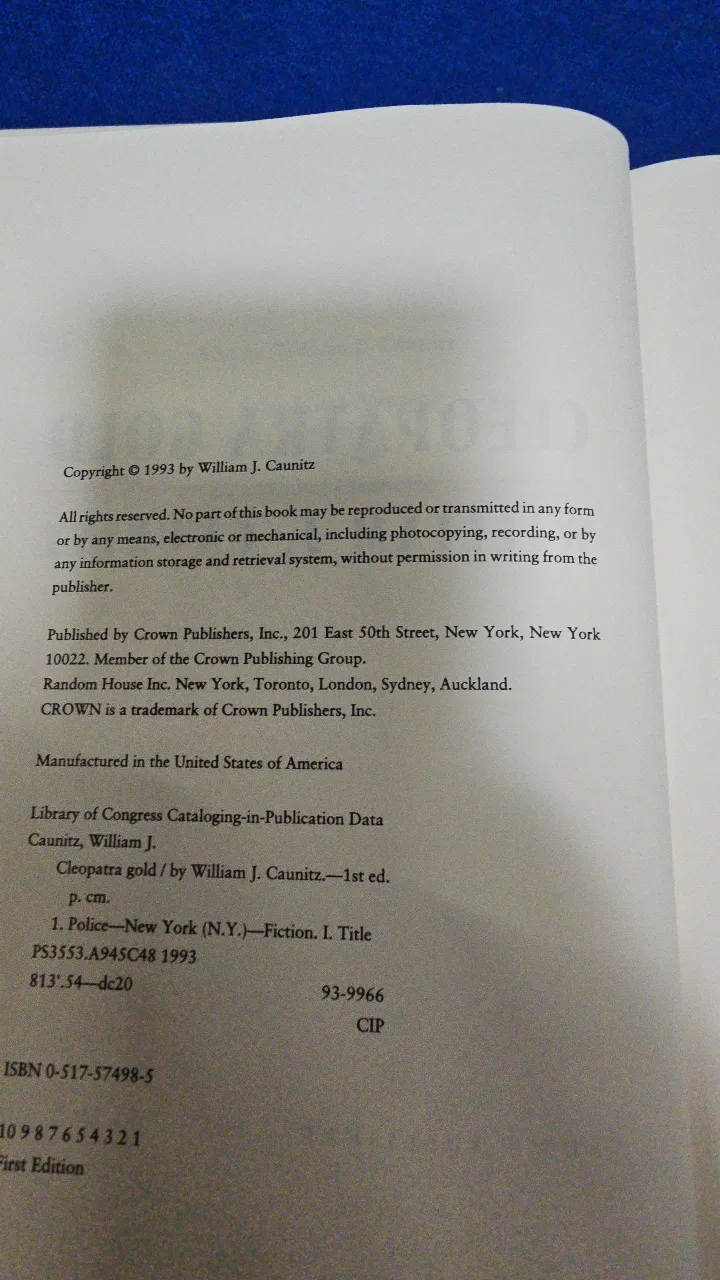 Copyright © 1993 by William J. Caunitz
All rights reserved. No part of this book may be reproduced or transmitted in any form
or by any means, electronic or mechanical, including photocopying, recording, or by
any information storage and retrieval system, without permission in writing from the
publisher.
Published by Crown Publishers, Inc., 201 East 50th Street, New York, New York
10022. Member of the Crown Publishing Group.
Random House Inc. New York, Toronto, London, Sydney, Auckland.
CROWN is a trademark of Crown Publishers, Inc.
Manufactured in the United States of America
Library of Congress Cataloging-in-Publication Data
Caunitz, William J.
Cleopatra gold / by William J. Caunitz.—1st ed.
p. cm.
1. Police—New York (N.Y.)—Fiction. I. Title
PS3553.A945C48 1993
813'.54—dc20
93-9966
CIP
ISBN 0-517-57498-5
10 9 8 7 6 5 4 3 2 1
First Edition